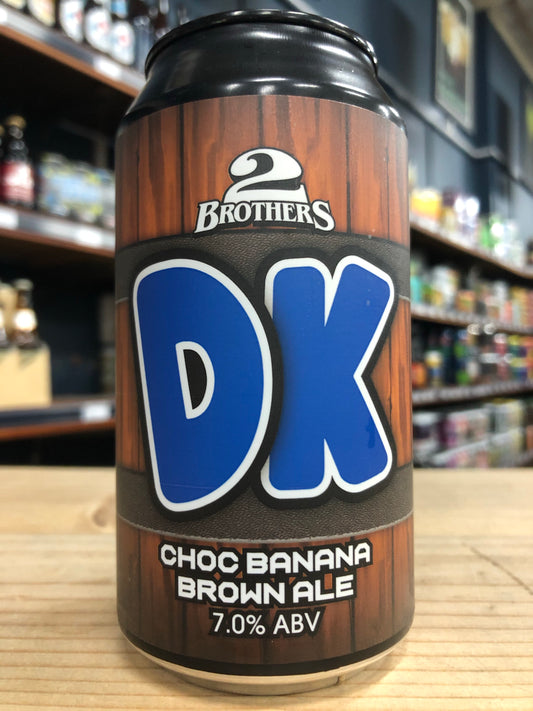 2
BROTHERS
DK
CHOC BANANA
BROWN ALE
7.0% ABV